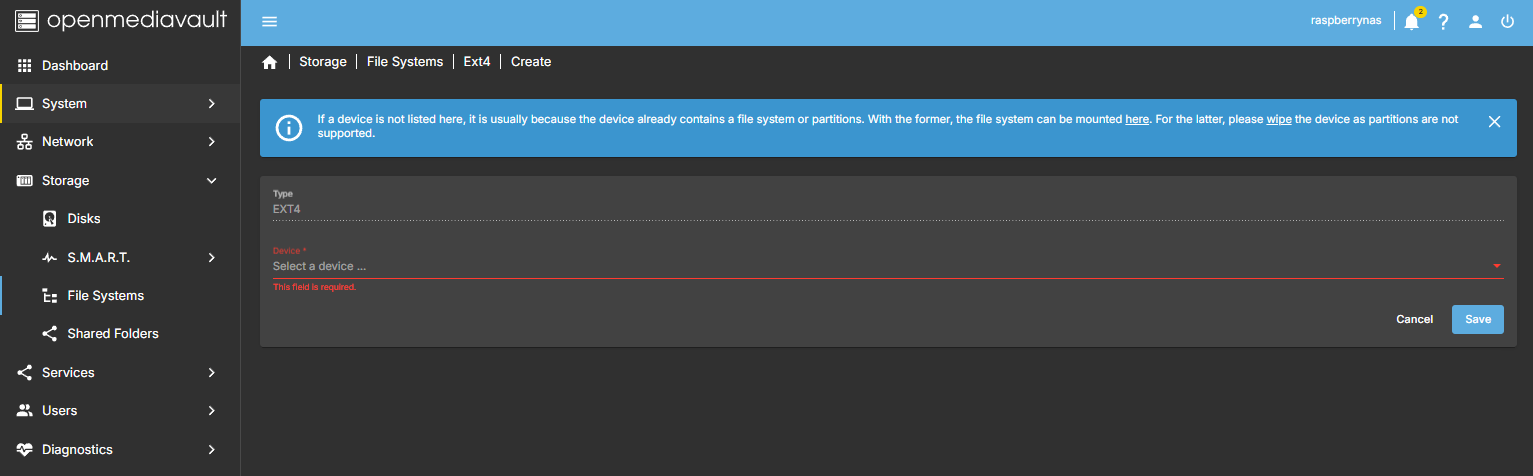 openmediavault
raspberrynas
2
Dashboard
System
Network
Storage
Disks
S.M.A.R.T.
File Systems
Shared Folders
Services
Users
Diagnostics
Storage | File Systems | Ext4 | Create
If a device is not listed here, it is usually because the device already contains a file system or partitions. With the former, the file system can be mounted here. For the latter, please wipe the device as partitions are not
supported.
Type
EXT4
Device *
Select a device ...
This field is required.
Cancel Save